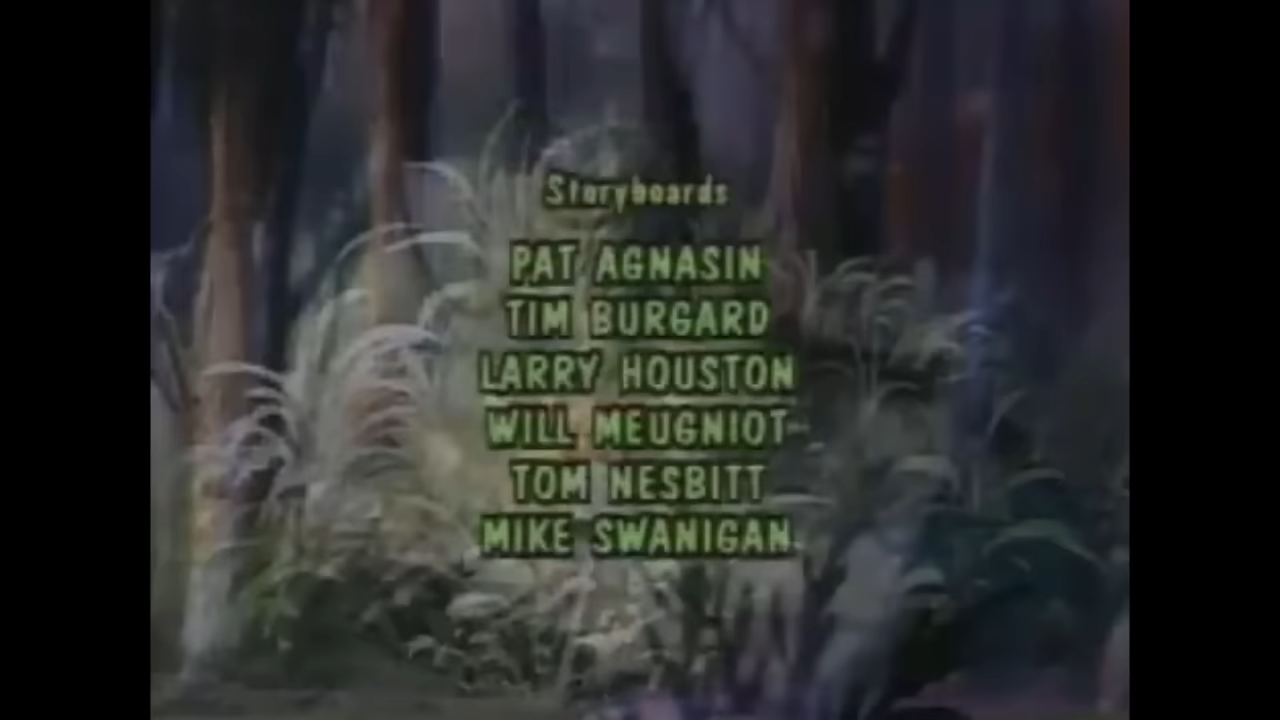 Storyboards
PAT AGNASIN
TIM BURGARD
LARRY HOUSTON
WILL MEUGNIOT
TOM NESBITT
MIKE SWANIGAN